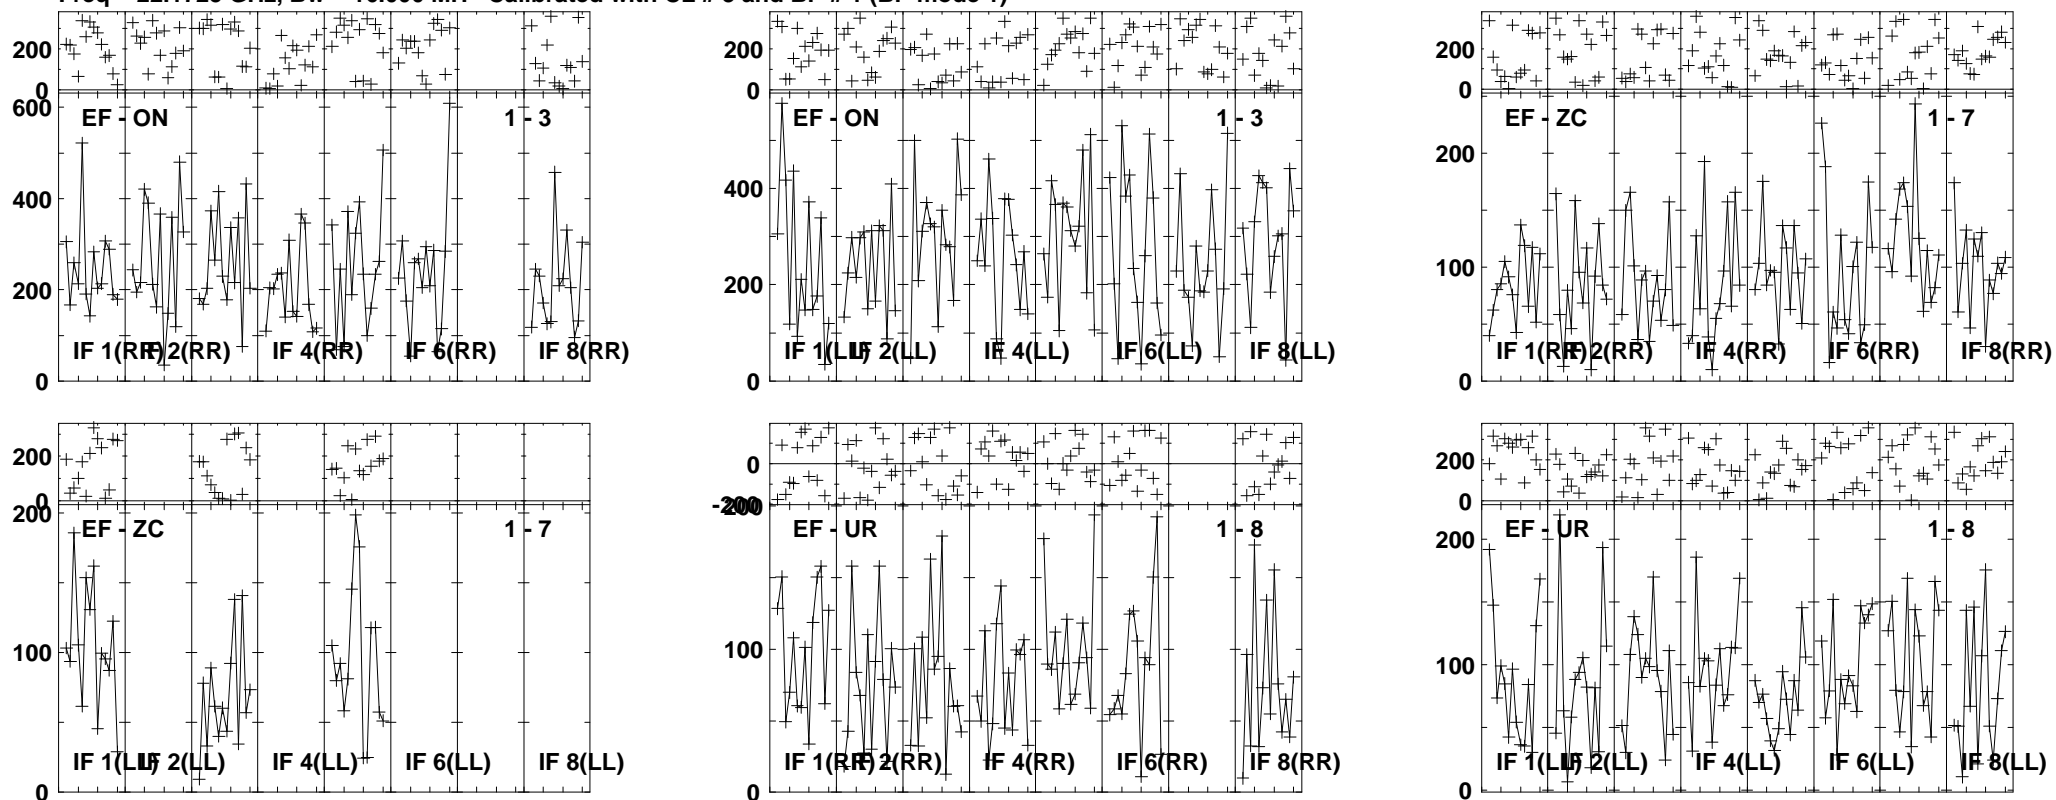 200
0
600
400
200
0
EF - ON
1 - 3
IF 1(RR)
IF 2(RR)
IF 4(RR)
IF 6(RR)
IF 8(RR)
200
0
400
200
0
EF - ON
1 - 3
IF 1(LL)
IF 2(LL)
IF 4(LL)
IF 6(LL)
IF 8(LL)
200
0
200
100
0
EF - ZC
1 - 7
IF 1(RR)
IF 2(RR)
IF 4(RR)
IF 6(RR)
IF 8(RR)
200
0
200
100
0
EF - ZC
1 - 7
IF 1(LL)
IF 2(LL)
IF 4(LL)
IF 6(LL)
IF 8(LL)
0
-200
200
100
0
EF - UR
1 - 8
IF 1(RR)
IF 2(RR)
IF 4(RR)
IF 6(RR)
IF 8(RR)
200
0
200
100
0
EF - UR
1 - 8
IF 1(LL)
IF 2(LL)
IF 4(LL)
IF 6(LL)
IF 8(LL)